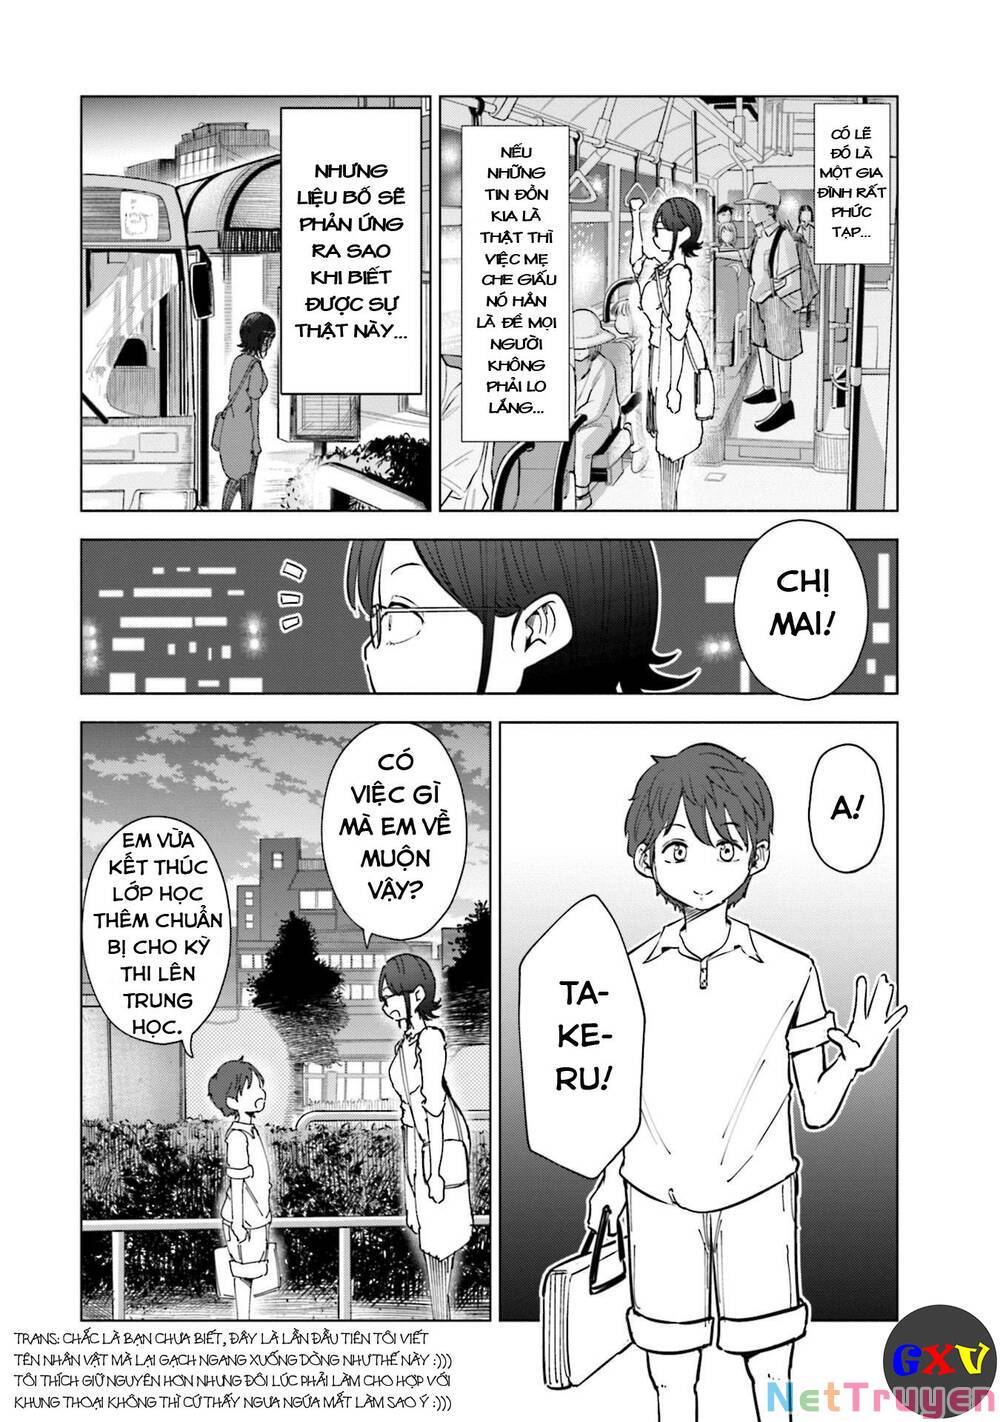 CÓ LẼ
ĐÓ LÀ
MỘT GIA
ĐÌNH RẤT
PHỨC
TẠP...
NẾU
NHỮNG
TIN ĐỒN
KIA LÀ
THẬT THÌ
VIỆC MẸ
CHE GIẤU
NÓ HẲN
LÀ ĐỂ MỌI
NGƯỜI
KHÔNG
PHẢI LO
LẮNG...
NHƯNG
LIỆU BỐ SẼ
PHẢN ỨNG
RA SAO
KHI BIẾT
ĐƯỢC SỰ
THẬT NÀY...
CHỊ
MAI!
A!
TA-
KE-
RU!
CÓ
VIỆC GÌ
MÀ EM VỀ
MUỘN
VẬY?
EM VỪA
KẾT THÚC
LỚP HỌC
THÊM CHUẨN
BỊ CHO KỲ
THI LÊN
TRUNG
HỌC.
TRANS: CHẮC LÀ BẠN CHƯA BIẾT, ĐÂY LÀ LẦN ĐẦU TIÊN TÔI VIẾT
TÊN NHÂN VẬT MÀ LẠI GẠCH NGANG XUỐNG DÒNG NHƯ THẾ NÀY :)))
TÔI THÍCH GIỮ NGUYÊN HƠN NHƯNG ĐÔI LÚC PHẢI LÀM CHO HỢP VỚI
KHUNG THOẠI KHÔNG THÌ CỨ THẤY NGỨA NGỨA MẮT LÀM SAO Ý :)))
GXV
NetTruyen